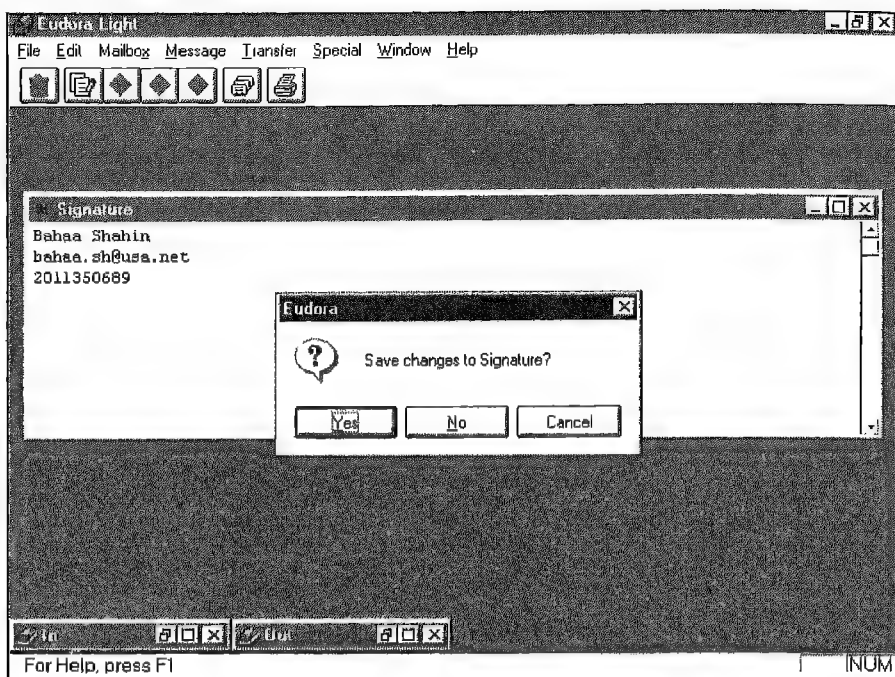 Eudora Light
File Edit Mailbox Message Transfer Special Window Help
Signature
Bahaa Shahin
bahaa.sh@usa.net
2011350689
Eudora
Save changes to Signature?
Yes No Cancel
In Out
For Help, press F1 NUM